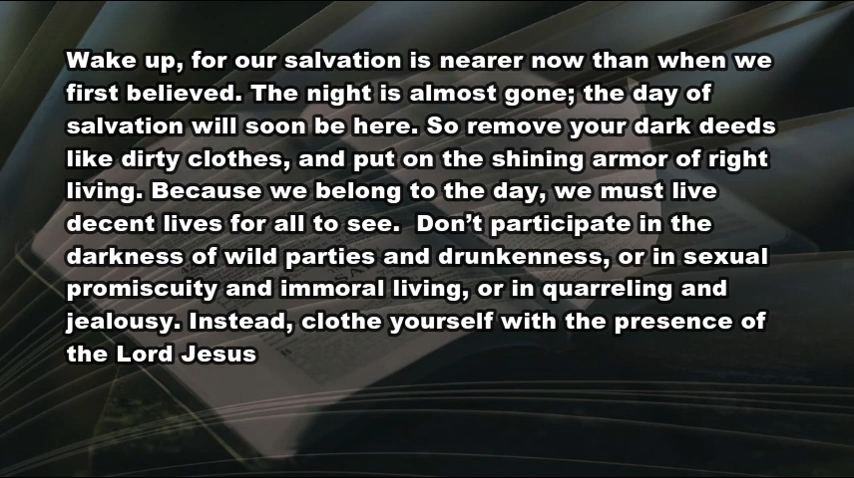 Wake up, for our salvation is nearer now than when we
first believed. The night is almost gone; the day of
salvation will soon be here. So remove your dark deeds
like dirty clothes, and put on the shining armor of right
living. Because we belong to the day, we must live
decent lives for all to see.  Don’t participate in the
darkness of wild parties and drunkenness, or in sexual
promiscuity and immoral living, or in quarreling and
jealousy. Instead, clothe yourself with the presence of
the Lord Jesus